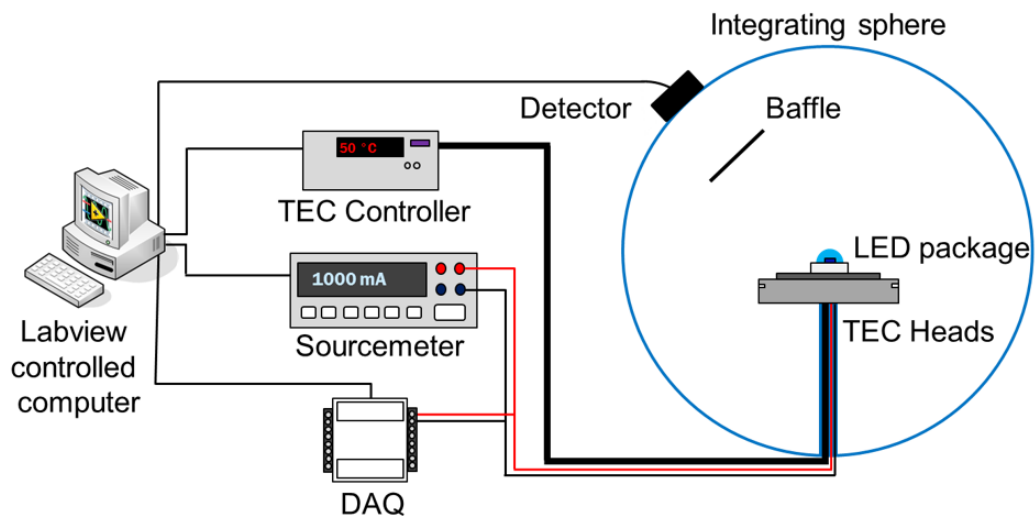 Integrating sphere
Detector
Baffle
50 °C
TEC Controller
LED package
1000 mA
TEC Heads
Labview
controlled
computer
Sourcemeter
DAQ